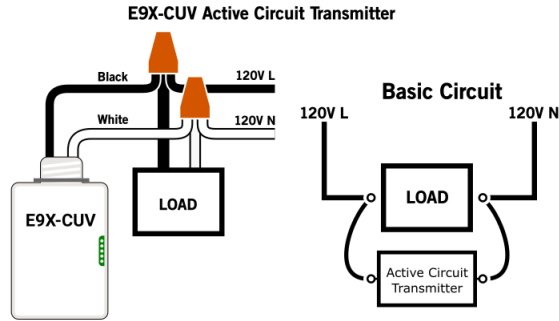 E9X-CUV Active Circuit Transmitter
Black
120V L
White
120V N
LOAD
E9X-CUV
Basic Circuit
120V L
120V N
LOAD
Active Circuit
Transmitter